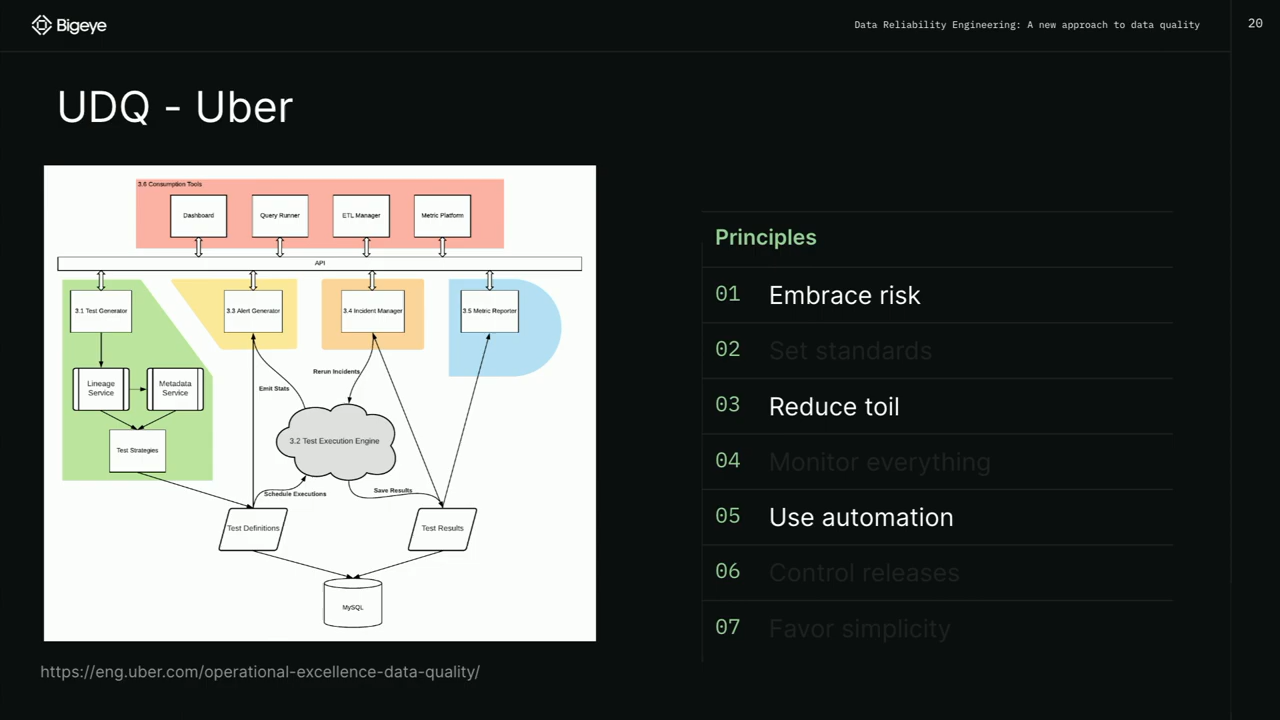 Bigeye
Data Reliability Engineering: A new approach to data quality
20
UDQ - Uber
3.6 Consumption Tools
Dashboard
Query Runner
ETL Manager
Metric Platform
API
3.1 Test Generator
3.3 Alert Generator
3.4 Incident Manager
3.5 Metric Reporter
Lineage
Service
Metadata
Service
Test Strategies
Emit Stats
Rerun Incidents
3.2 Test Execution Engine
Schedule Executions
Save Results
Test Definitions
Test Results
MySQL
https://eng.uber.com/operational-excellence-data-quality/
Principles
01 Embrace risk
02 Set standards
03 Reduce toil
04 Monitor everything
05 Use automation
06 Control releases
07 Favor simplicity